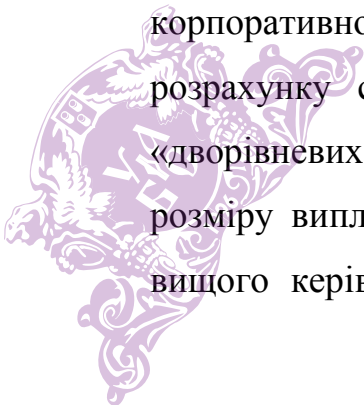 корпоративно
розрахунку с
«дворівневих
розміру випл
вищого керів